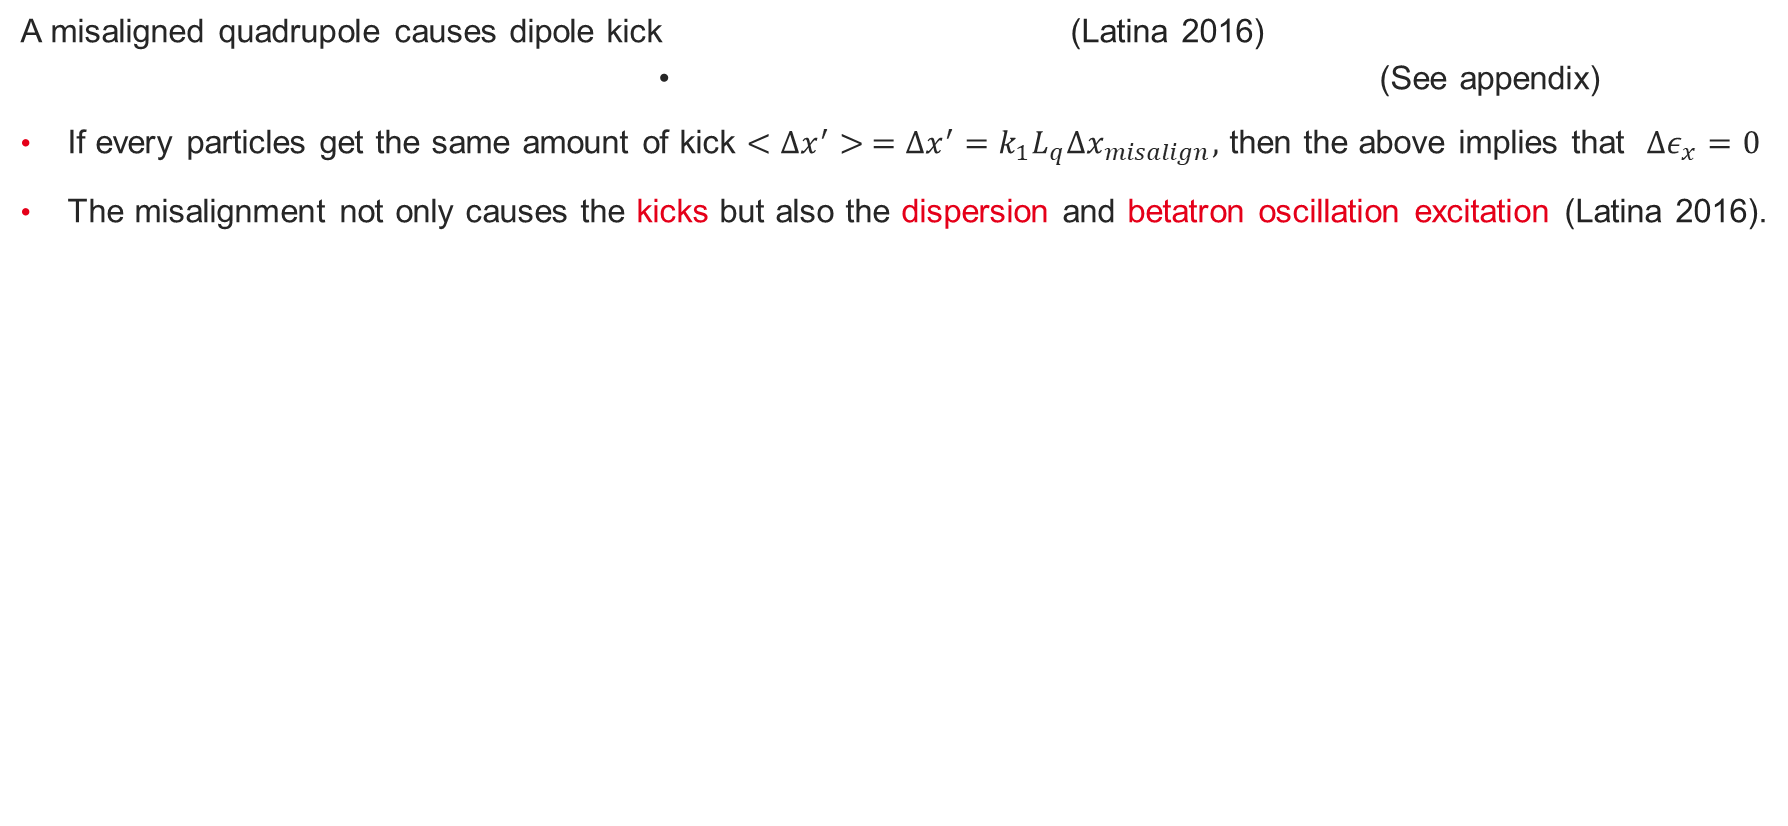 A misaligned quadrupole causes dipole kick (Latina 2016)
• (See appendix)
• If every particles get the same amount of kick < Δx′ > = Δx′ = k₁L_qΔx_misalign, then the above implies that Δϵₓ = 0
• The misalignment not only causes the kicks but also the dispersion and betatron oscillation excitation (Latina 2016).